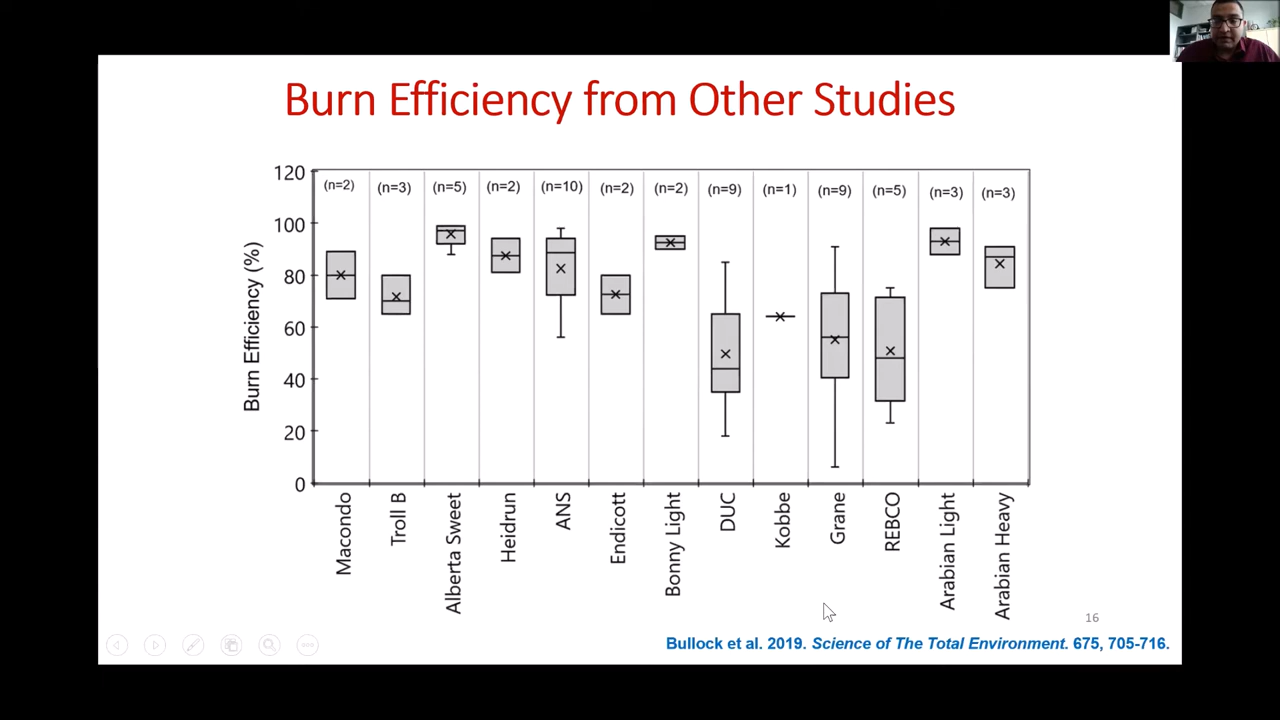 Burn Efficiency from Other Studies
Burn Efficiency (%)
120
100
80
60
40
20
0
(n=2) (n=3) (n=5) (n=2) (n=10) (n=2) (n=2) (n=9) (n=1) (n=9) (n=5) (n=3) (n=3)
Macondo
Troll B
Alberta Sweet
Heidrun
ANS
Endicott
Bonny Light
DUC
Kobbe
Grane
REBCO
Arabian Light
Arabian Heavy
16
Bullock et al. 2019. Science of The Total Environment. 675, 705-716.